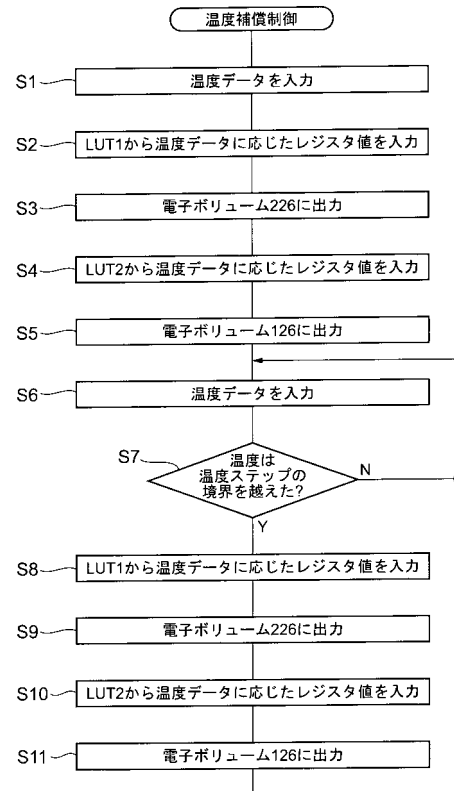 温度補償制御
S1
温度データを入力
S2
LUT1から温度データに応じたレジスタ値を入力
S3
電子ボリューム226に出力
S4
LUT2から温度データに応じたレジスタ値を入力
S5
電子ボリューム126に出力
S6
温度データを入力
S7
温度は
温度ステップの
境界を越えた?
N
Y
S8
LUT1から温度データに応じたレジスタ値を入力
S9
電子ボリューム226に出力
S10
LUT2から温度データに応じたレジスタ値を入力
S11
電子ボリューム126に出力